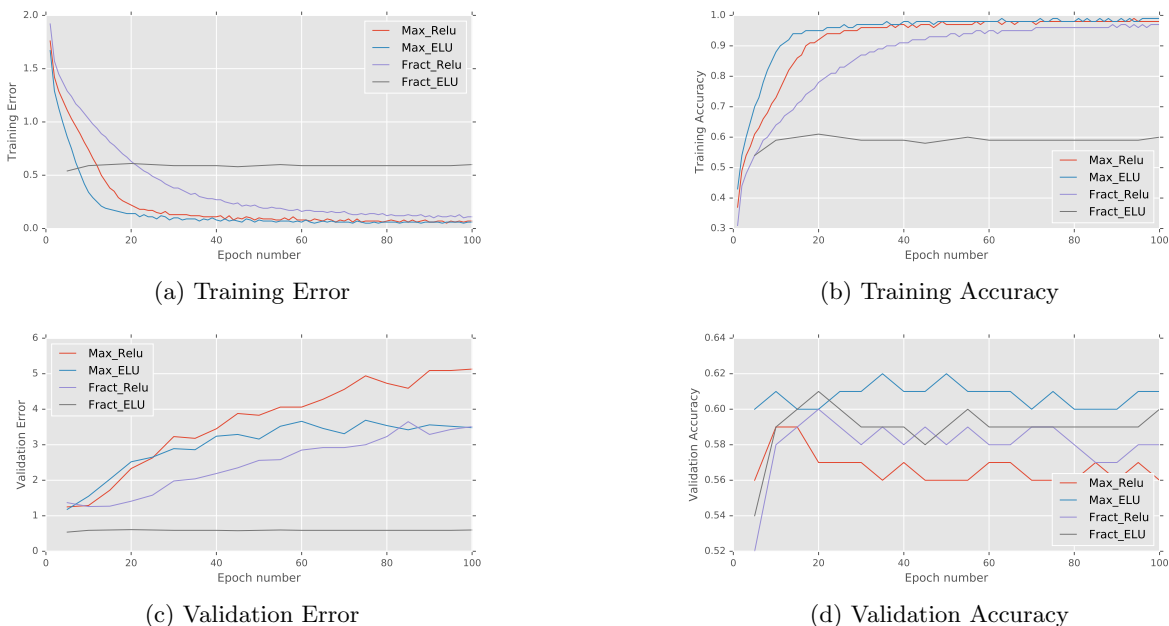 2.0
1.5
1.0
0.5
0.0
Training Error
0 20 40 60 80 100
Epoch number
Max_Relu
Max_ELU
Fract_Relu
Fract_ELU
(a) Training Error
1.0
0.9
0.8
0.7
0.6
0.5
0.4
0.3
Training Accuracy
0 20 40 60 80 100
Epoch number
Max_Relu
Max_ELU
Fract_Relu
Fract_ELU
(b) Training Accuracy
6
5
4
3
2
1
0
Validation Error
0 20 40 60 80 100
Epoch number
Max_Relu
Max_ELU
Fract_Relu
Fract_ELU
(c) Validation Error
0.64
0.62
0.60
0.58
0.56
0.54
0.52
Validation Accuracy
0 20 40 60 80 100
Epoch number
Max_Relu
Max_ELU
Fract_Relu
Fract_ELU
(d) Validation Accuracy